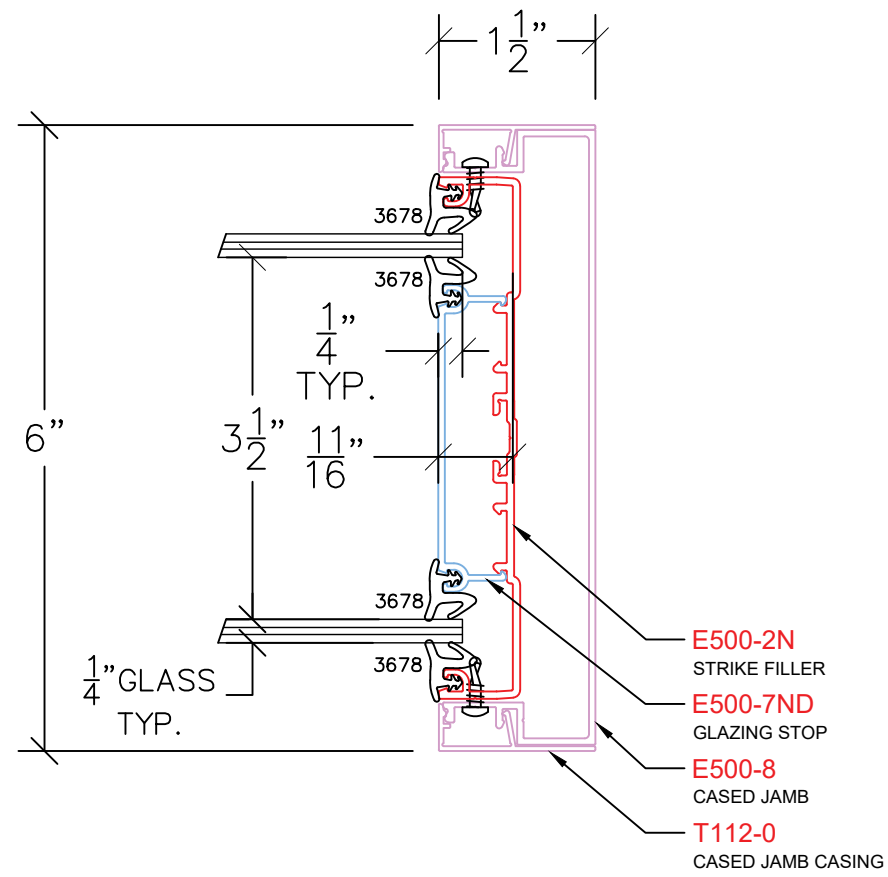 1 1/2"
3678
3678
1/4"
TYP.
6"
3 1/2"
11/16"
3678
3678
1/4" GLASS
TYP.
E500-2N
STRIKE FILLER
E500-7ND
GLAZING STOP
E500-8
CASED JAMB
T112-0
CASED JAMB CASING